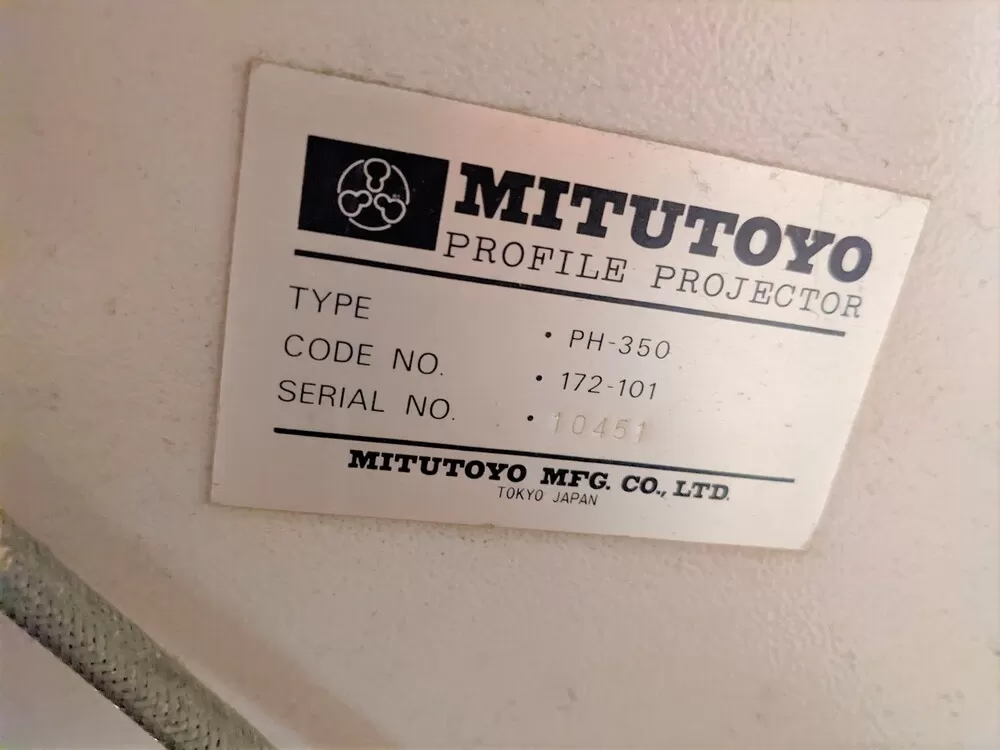 MITUTOYO
PROFILE PROJECTOR
TYPE • PH-350
CODE NO. • 172-101
SERIAL NO. • 10451
MITUTOYO MFG. CO., LTD.
TOKYO JAPAN